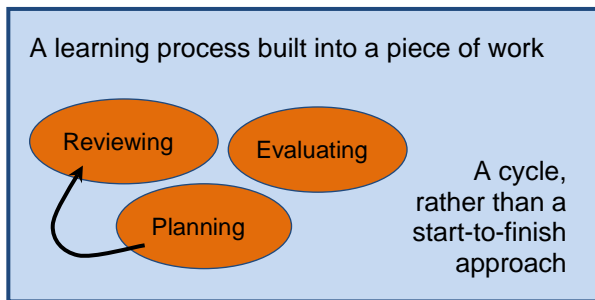 A learning process built into a piece of work
Reviewing
Evaluating
Planning
A cycle,
rather than a
start-to-finish
approach